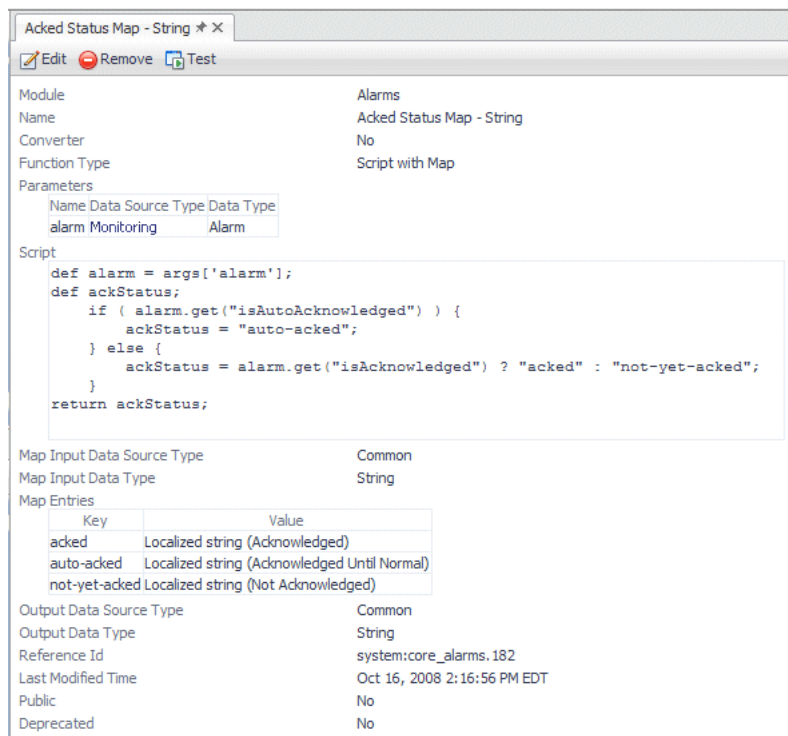 Acked Status Map - String
Edit Remove Test
Module Alarms
Name Acked Status Map - String
Converter No
Function Type Script with Map
Parameters
Name Data Source Type Data Type
alarm Monitoring Alarm
Script
def alarm = args['alarm'];
def ackStatus;
    if ( alarm.get("isAutoAcknowledged") ) {
        ackStatus = "auto-acked";
    } else {
        ackStatus = alarm.get("isAcknowledged") ? "acked" : "not-yet-acked";
    }
return ackStatus;
Map Input Data Source Type Common
Map Input Data Type String
Map Entries
Key Value
acked Localized string (Acknowledged)
auto-acked Localized string (Acknowledged Until Normal)
not-yet-acked Localized string (Not Acknowledged)
Output Data Source Type Common
Output Data Type String
Reference Id system:core_alarms.182
Last Modified Time Oct 16, 2008 2:16:56 PM EDT
Public No
Deprecated No